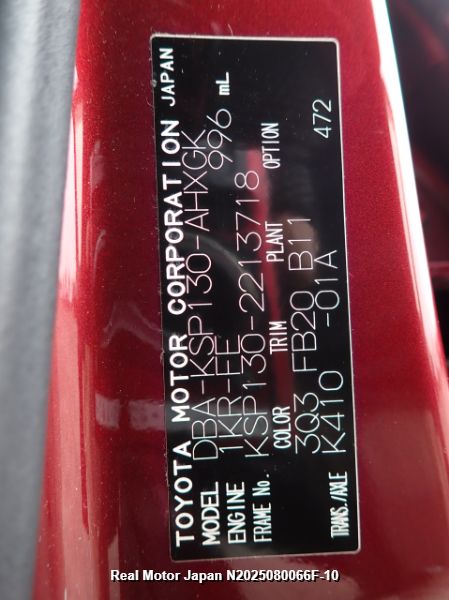 TOYOTA MOTOR CORPORATION JAPAN
MODEL DBA-KSP130-AHXGK
ENGINE 1KR-FE 996 mL
FRAME No. KSP130-2213718
COLOR TRIM PLANT OPTION
3Q3 FB20 B11 472
TRANS./AXLE K410 -01A
Real Motor Japan N2025080066F-10